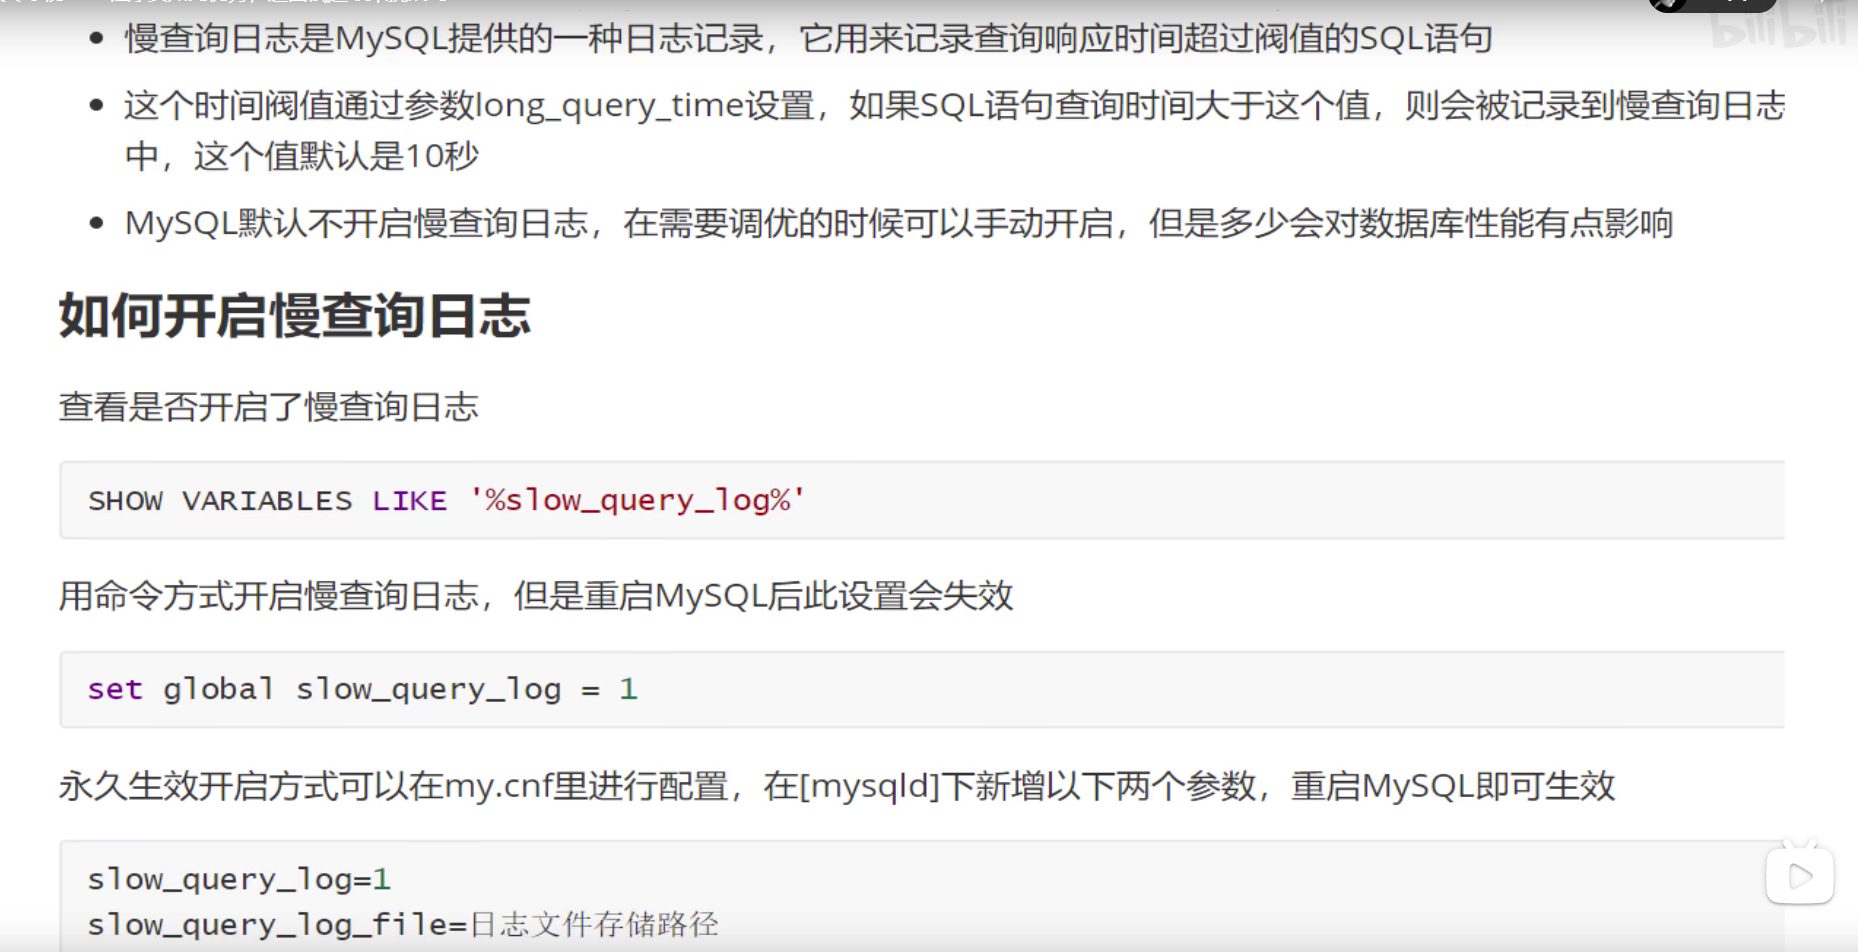 慢查询日志是MySQL提供的一种日志记录，它用来记录查询响应时间超过阀值的SQL语句
这个时间阀值通过参数long_query_time设置，如果SQL语句查询时间大于这个值，则会被记录到慢查询日志
中，这个值默认是10秒
MySQL默认不开启慢查询日志，在需要调优的时候可以手动开启，但是多少会对数据库性能有点影响
如何开启慢查询日志
查看是否开启了慢查询日志
SHOW VARIABLES LIKE '%slow_query_log%'
用命令方式开启慢查询日志，但是重启MySQL后此设置会失效
set global slow_query_log = 1
永久生效开启方式可以在my.cnf里进行配置，在[mysqld]下新增以下两个参数，重启MySQL即可生效
slow_query_log=1
slow_query_log_file=日志文件存储路径
bilibili